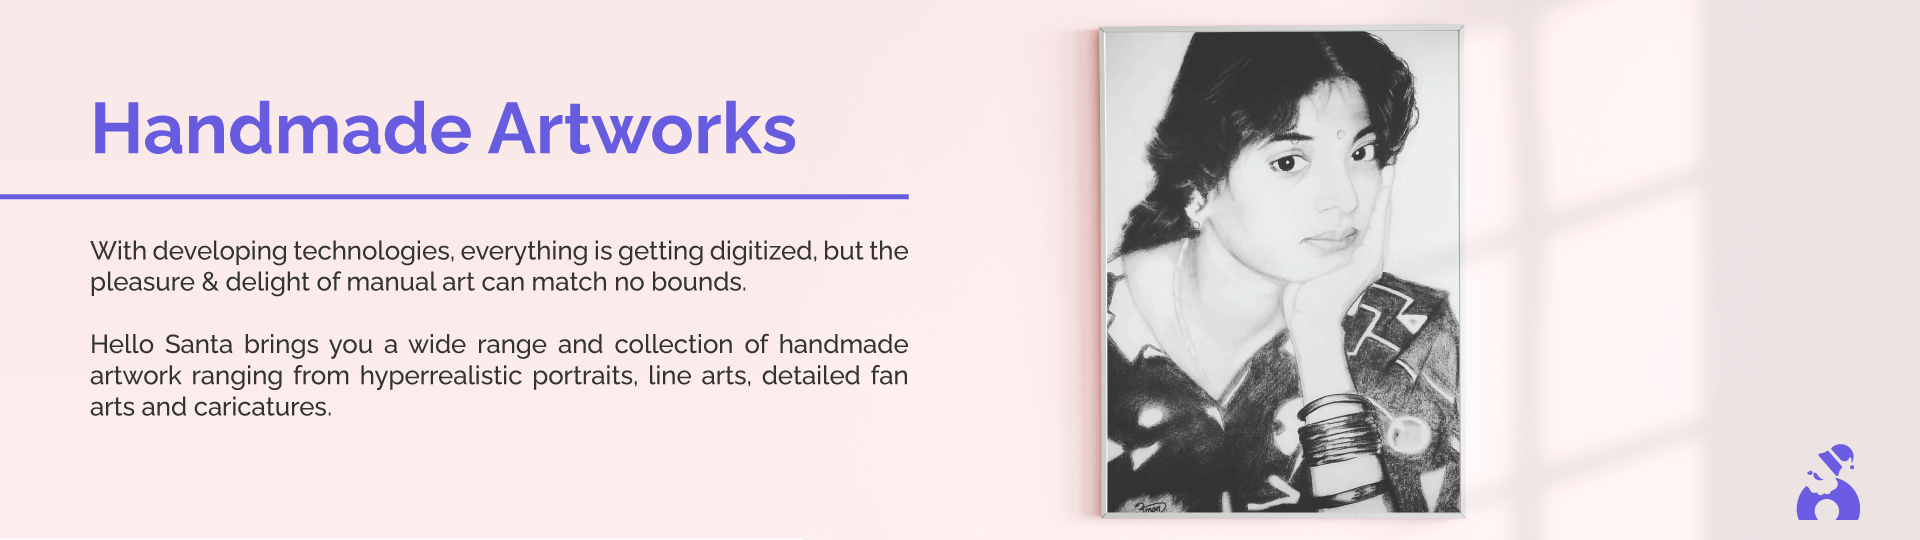 Handmade Artworks
With developing technologies, everything is getting digitized, but the
pleasure & delight of manual art can match no bounds.
Hello Santa brings you a wide range and collection of handmade
artwork ranging from hyperrealistic portraits, line arts, detailed fan
arts and caricatures.